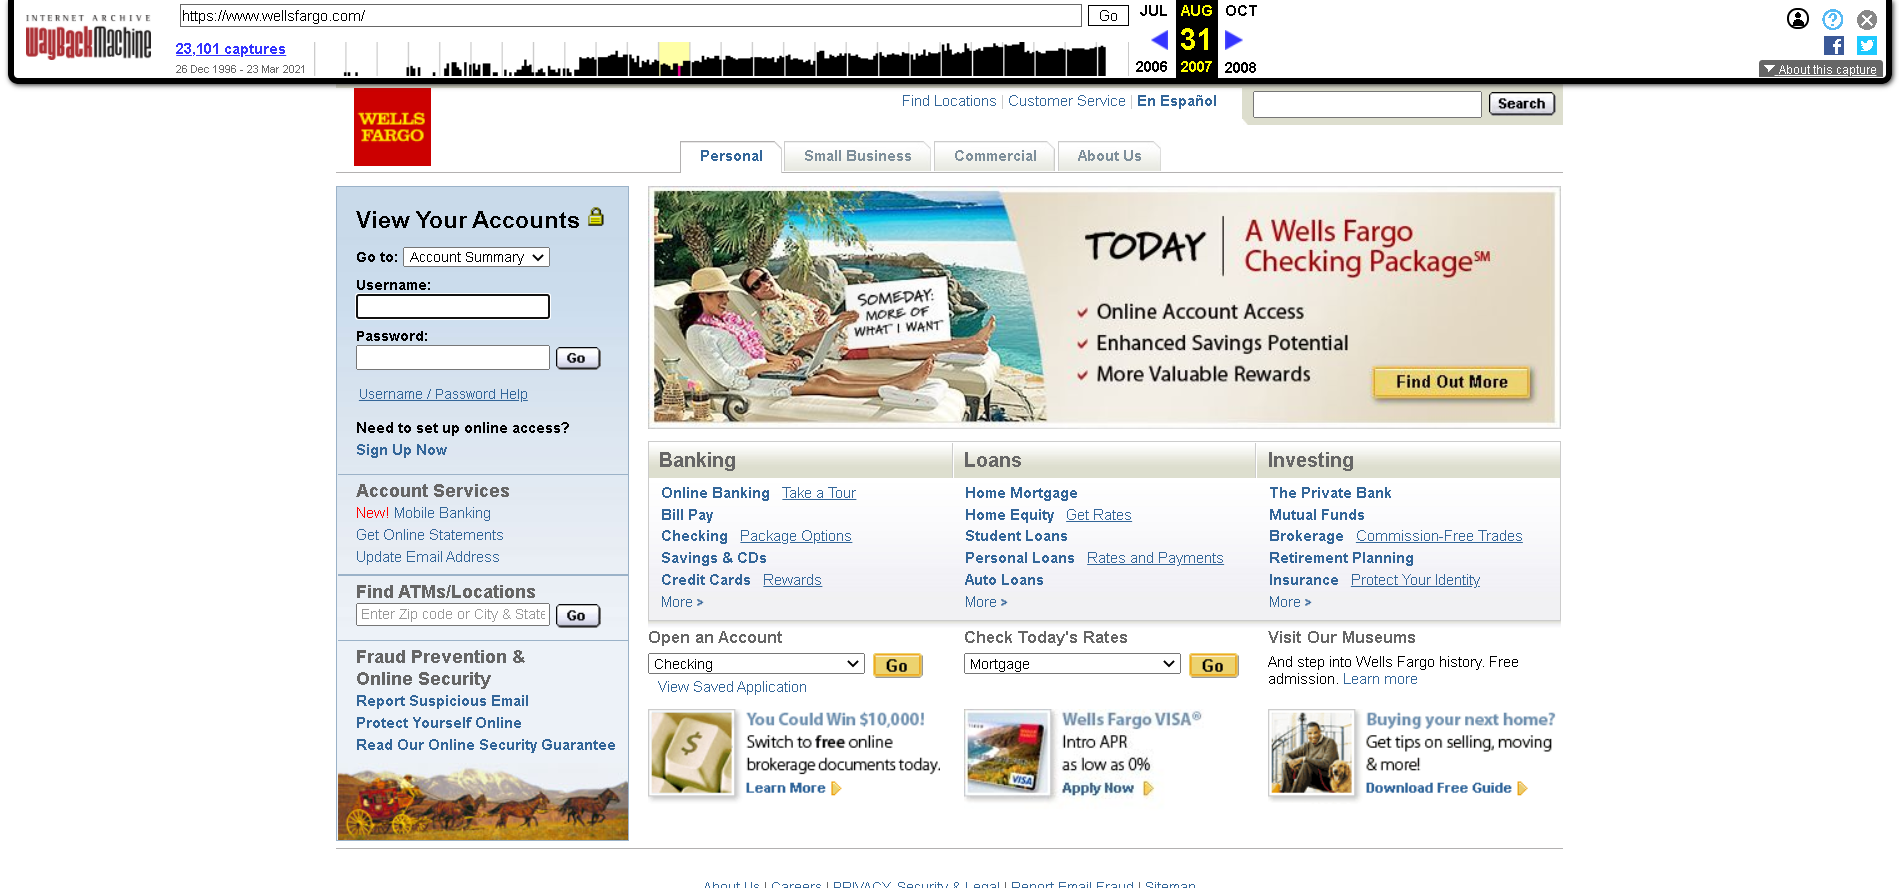 INTERNET ARCHIVE
WayBackMachine
https://www.wellsfargo.com/
Go
23,101 captures
26 Dec 1996 - 23 Mar 2021
JUL AUG OCT
31
2006 2007 2008
About this capture
WELLS
FARGO
Find Locations | Customer Service | En Español
Search
Personal
Small Business
Commercial
About Us
View Your Accounts
Go to: Account Summary
Username:
Password:
Go
Username / Password Help
Need to set up online access?
Sign Up Now
Account Services
New! Mobile Banking
Get Online Statements
Update Email Address
Find ATMs/Locations
Enter Zip code or City & State
Go
Fraud Prevention &
Online Security
Report Suspicious Email
Protect Yourself Online
Read Our Online Security Guarantee
SOMEDAY:
MORE OF
WHAT I WANT
TODAY
A Wells Fargo
Checking Package℠
Online Account Access
Enhanced Savings Potential
More Valuable Rewards
Find Out More
Banking
Online Banking Take a Tour
Bill Pay
Checking Package Options
Savings & CDs
Credit Cards Rewards
More >
Loans
Home Mortgage
Home Equity Get Rates
Student Loans
Personal Loans Rates and Payments
Auto Loans
More >
Investing
The Private Bank
Mutual Funds
Brokerage Commission-Free Trades
Retirement Planning
Insurance Protect Your Identity
More >
Open an Account
Checking
Go
View Saved Application
Check Today's Rates
Mortgage
Go
Visit Our Museums
And step into Wells Fargo history. Free
admission. Learn more
You Could Win $10,000!
Switch to free online
brokerage documents today.
Learn More
Wells Fargo VISA®
Intro APR
as low as 0%
Apply Now
VISA
Buying your next home?
Get tips on selling, moving
& more!
Download Free Guide
About Us | Careers | PRIVACY, Security & Legal | Report Email Fraud | Sitemap